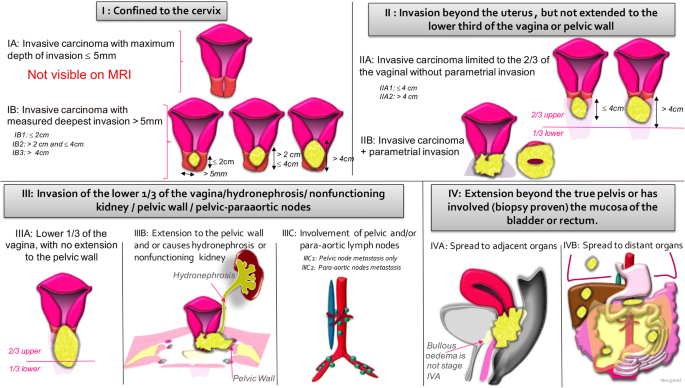 I : Confined to the cervix
IA: Invasive carcinoma with maximum
depth of invasion ≤ 5mm
Not visible on MRI
IB: Invasive carcinoma with
measured deepest invasion > 5mm
IB1: ≤ 2cm
IB2: > 2 cm and ≤ 4cm
IB3: > 4cm
≤ 2cm
> 5mm
> 2 cm
≤ 4cm
> 4cm
II : Invasion beyond the uterus, but not extended to the
lower third of the vagina or pelvic wall
IIA: Invasive carcinoma limited to the 2/3 of
the vaginal without parametrial invasion
IIA1: ≤ 4 cm
IIA2: > 4 cm
≤ 4cm
> 4cm
2/3 upper
1/3 lower
IIB: Invasive carcinoma
+ parametrial invasion
III: Invasion of the lower 1/3 of the vagina/hydronephrosis/ nonfunctioning
kidney / pelvic wall / pelvic-paraaortic nodes
IIIA: Lower 1/3 of the
vagina, with no extension
to the pelvic wall
2/3 upper
1/3 lower
IIIB: Extension to the pelvic wall
and or causes hydronephrosis or
nonfunctioning kidney
Hydronephrosis
Pelvic Wall
IIIC: Involvement of pelvic and/or
para-aortic lymph nodes
IIIC1: Pelvic node metastasis only
IIIC2: Para-aortic nodes metastasis
IV: Extension beyond the true pelvis or has
involved (biopsy proven) the mucosa of the
bladder or rectum.
IVA: Spread to adjacent organs
Bullous
oedema is
not stage
IVA
IVB: Spread to distant organs
Nougaret